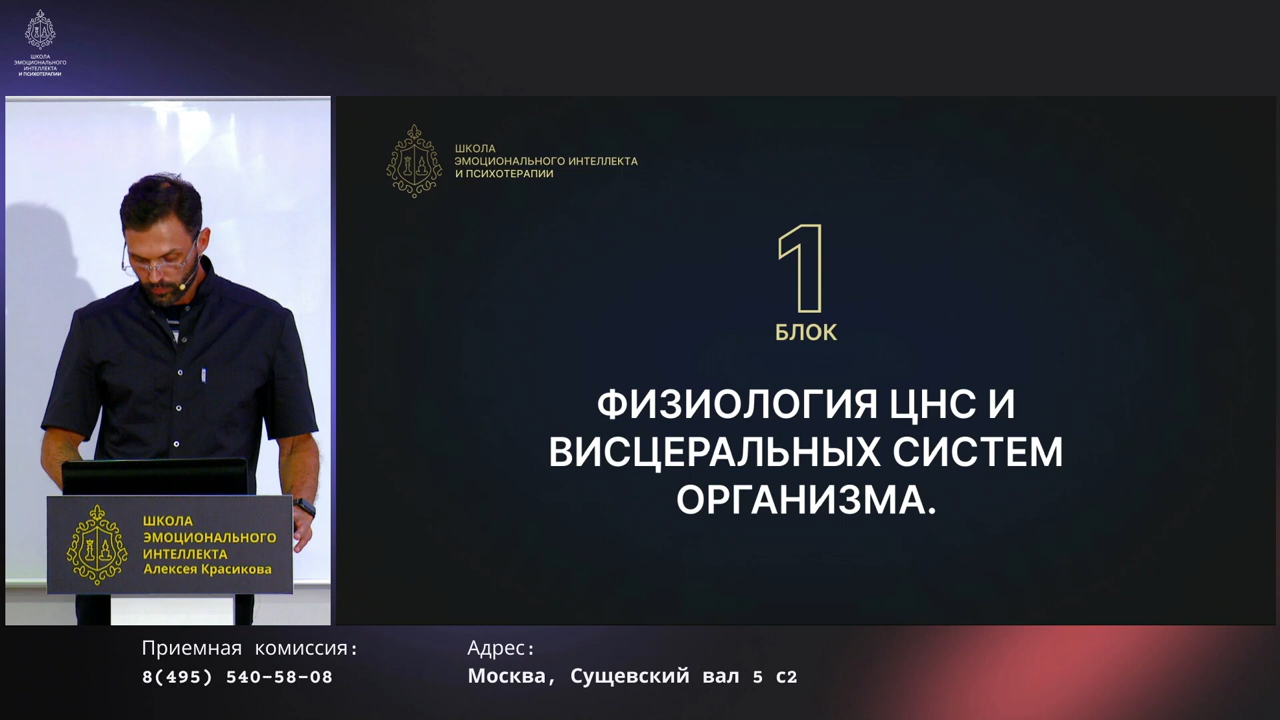 ШКОЛА
ЭМОЦИОНАЛЬНОГО
ИНТЕЛЛЕКТА
И ПСИХОТЕРАПИИ
ШКОЛА
ЭМОЦИОНАЛЬНОГО ИНТЕЛЛЕКТА
И ПСИХОТЕРАПИИ
1
БЛОК
ФИЗИОЛОГИЯ ЦНС И
ВИСЦЕРАЛЬНЫХ СИСТЕМ
ОРГАНИЗМА.
ШКОЛА
ЭМОЦИОНАЛЬНОГО
ИНТЕЛЛЕКТА
Алексея Красикова
Приемная комиссия:
8(495) 540-58-08
Адрес:
Москва, Сущевский вал 5 с2